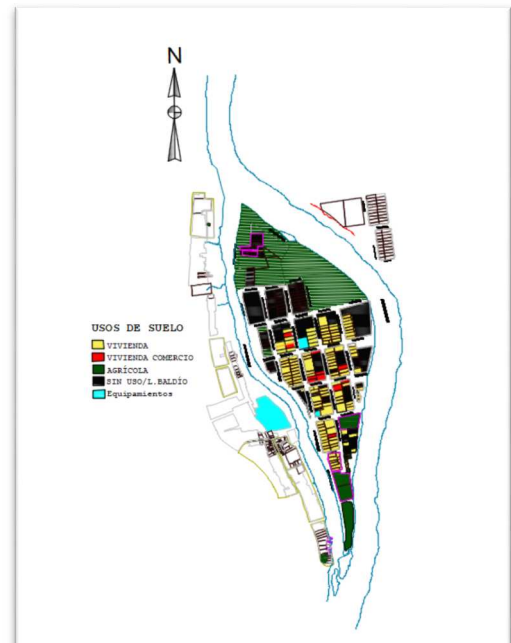 N
USOS DE SUELO
VIVIENDA
VIVIENDA COMERCIO
AGRÍCOLA
SIN USO/L.BALDÍO
Equipamientos